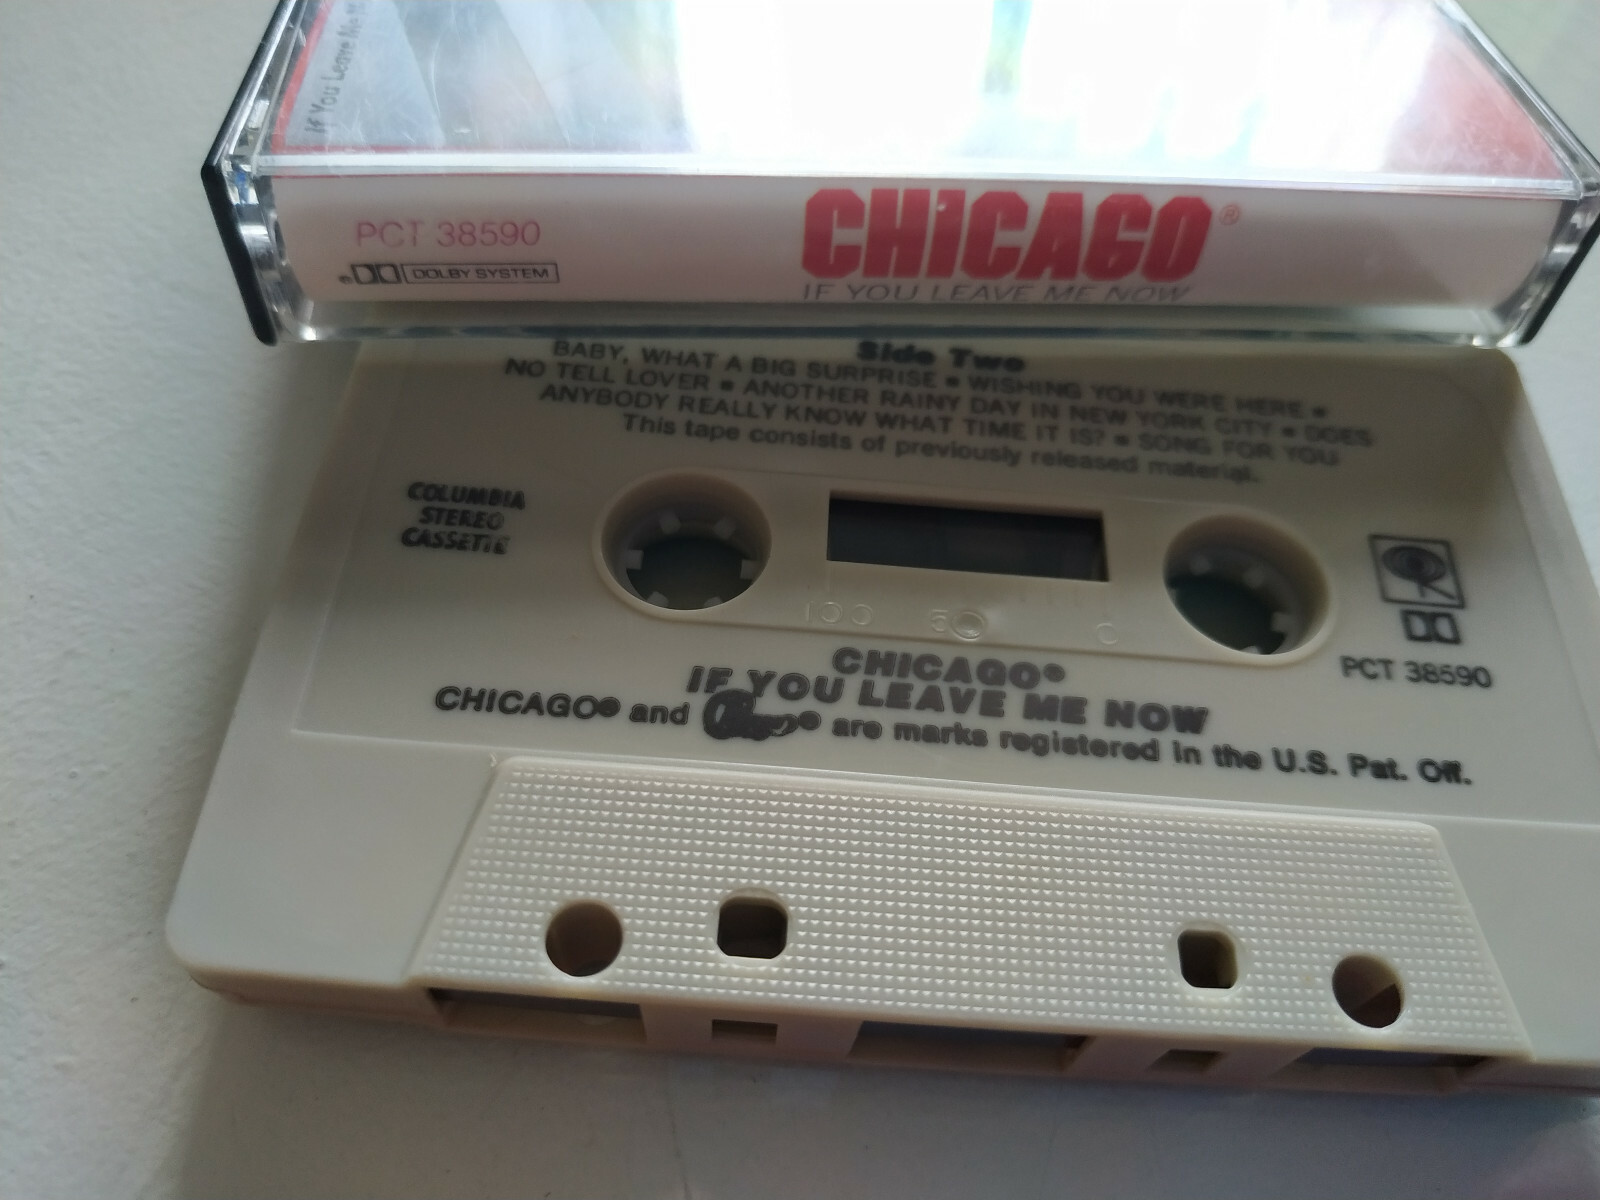 If You Leave Me
PCT 38590
DOLBY SYSTEM
CHICAGO®
IF YOU LEAVE ME NOW
Side Two
BABY, WHAT A BIG SURPRISE ■ WISHING YOU WERE HERE ■
NO TELL LOVER ■ ANOTHER RAINY DAY IN NEW YORK CITY ■ DOES
ANYBODY REALLY KNOW WHAT TIME IT IS? ■ SONG FOR YOU
This tape consists of previously released material.
COLUMBIA
STEREO
CASSETTE
100 50 0
PCT 38590
CHICAGO®
IF YOU LEAVE ME NOW
CHICAGO® and ® are marks registered in the U.S. Pat. Off.